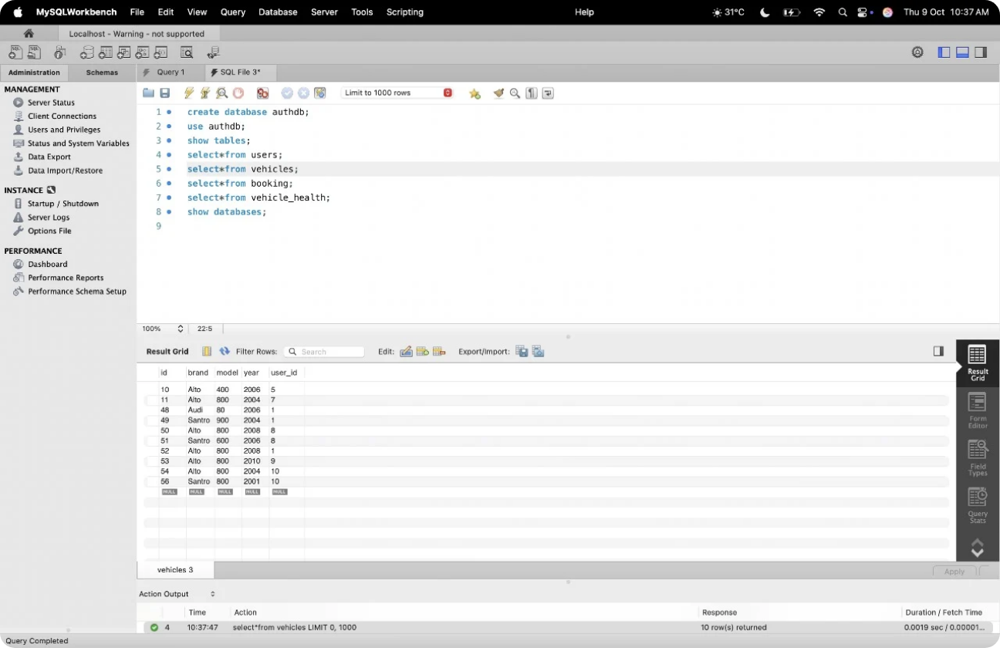 MySQLWorkbench File Edit View Query Database Server Tools Scripting Help 31°C Thu 9 Oct 10:37 AM
Localhost - Warning - not supported
Administration Schemas Query 1 SQL File 3*
MANAGEMENT
Server Status
Client Connections
Users and Privileges
Status and System Variables
Data Export
Data Import/Restore
INSTANCE
Startup / Shutdown
Server Logs
Options File
PERFORMANCE
Dashboard
Performance Reports
Performance Schema Setup
Limit to 1000 rows
1 create database authdb;
2 use authdb;
3 show tables;
4 select*from users;
5 select*from vehicles;
6 select*from booking;
7 select*from vehicle_health;
8 show databases;
9
100% 22:5
Result Grid Filter Rows: Search Edit: Export/Import:
id brand model year user_id
10 Alto 400 2006 5
11 Alto 800 2004 7
48 Audi 80 2006 1
49 Santro 900 2004 1
50 Alto 800 2008 8
51 Santro 600 2006 8
52 Alto 800 2008 1
53 Alto 800 2010 9
54 Alto 800 2004 10
56 Santro 800 2001 10
NULL NULL NULL NULL NULL
Result
Grid
Form
Editor
Field
Types
Query
Stats
vehicles 3 Apply
Action Output
Time Action Response Duration / Fetch Time
4 10:37:47 select*from vehicles LIMIT 0, 1000 10 row(s) returned 0.0019 sec / 0.00001...
Query Completed